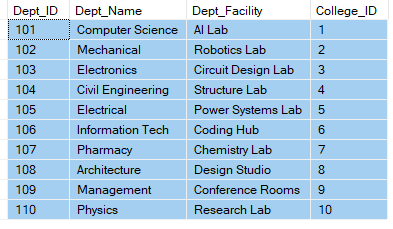 Dept_ID Dept_Name Dept_Facility College_ID
101 Computer Science AI Lab 1
102 Mechanical Robotics Lab 2
103 Electronics Circuit Design Lab 3
104 Civil Engineering Structure Lab 4
105 Electrical Power Systems Lab 5
106 Information Tech Coding Hub 6
107 Pharmacy Chemistry Lab 7
108 Architecture Design Studio 8
109 Management Conference Rooms 9
110 Physics Research Lab 10